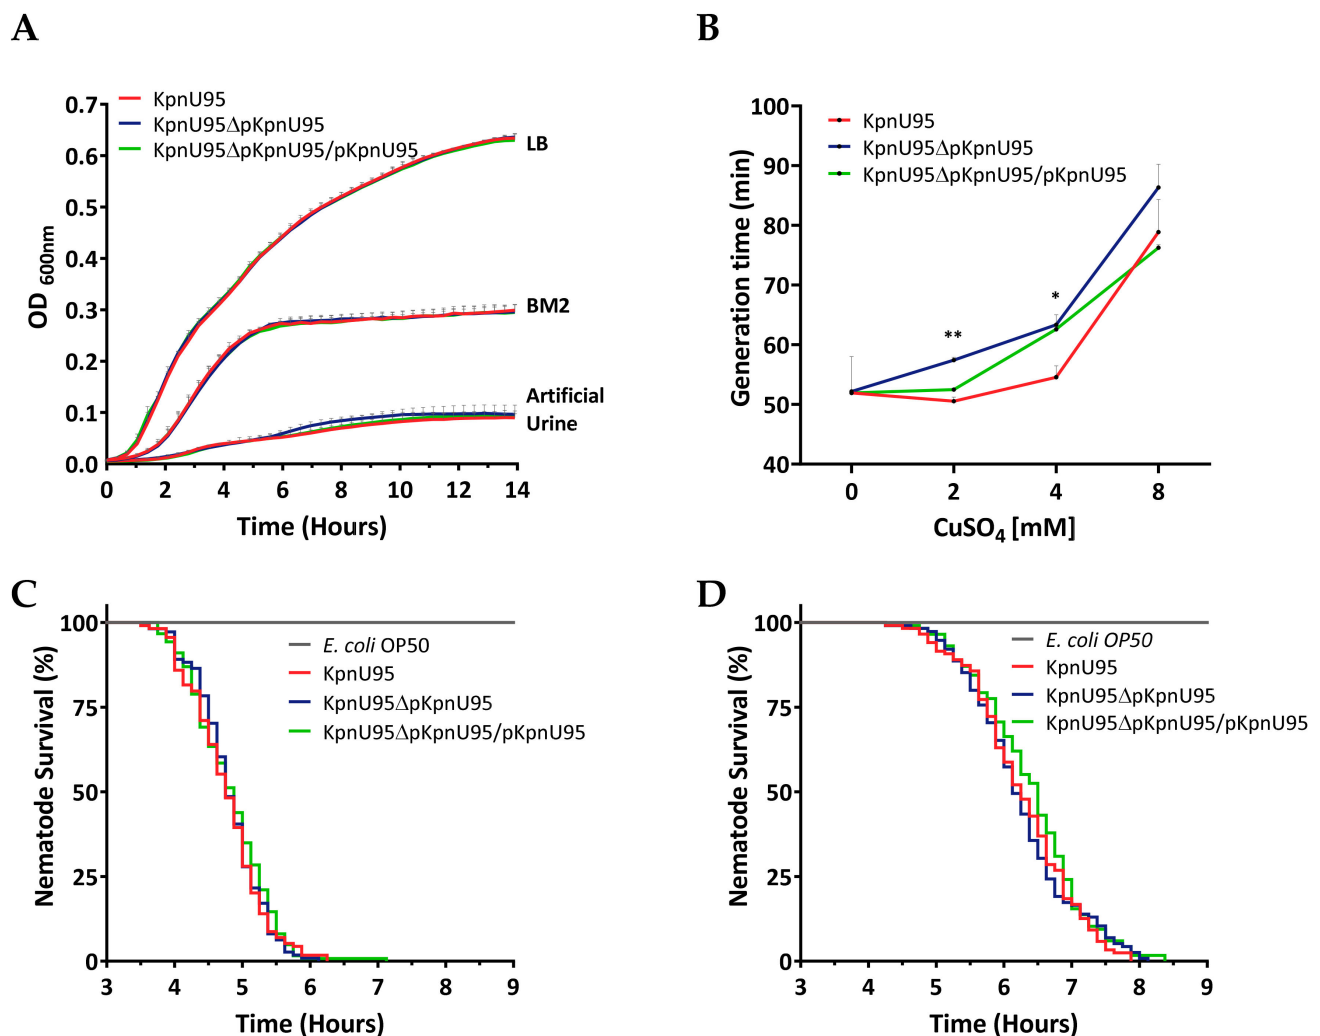 A
KpnU95
KpnU95ΔpKpnU95
KpnU95ΔpKpnU95/pKpnU95
0.7
0.6
0.5
0.4
0.3
0.2
0.1
0.0
OD 600nm
LB
BM2
Artificial
Urine
0 2 4 6 8 10 12 14
Time (Hours)
B
KpnU95
KpnU95ΔpKpnU95
KpnU95ΔpKpnU95/pKpnU95
100
90
80
70
60
50
40
Generation time (min)
**
*
0 2 4 8
CuSO4 [mM]
C
100
75
50
25
0
Nematode Survival (%)
E. coli OP50
KpnU95
KpnU95ΔpKpnU95
KpnU95ΔpKpnU95/pKpnU95
3 4 5 6 7 8 9
Time (Hours)
D
100
75
50
25
0
Nematode Survival (%)
E. coli OP50
KpnU95
KpnU95ΔpKpnU95
KpnU95ΔpKpnU95/pKpnU95
3 4 5 6 7 8 9
Time (Hours)